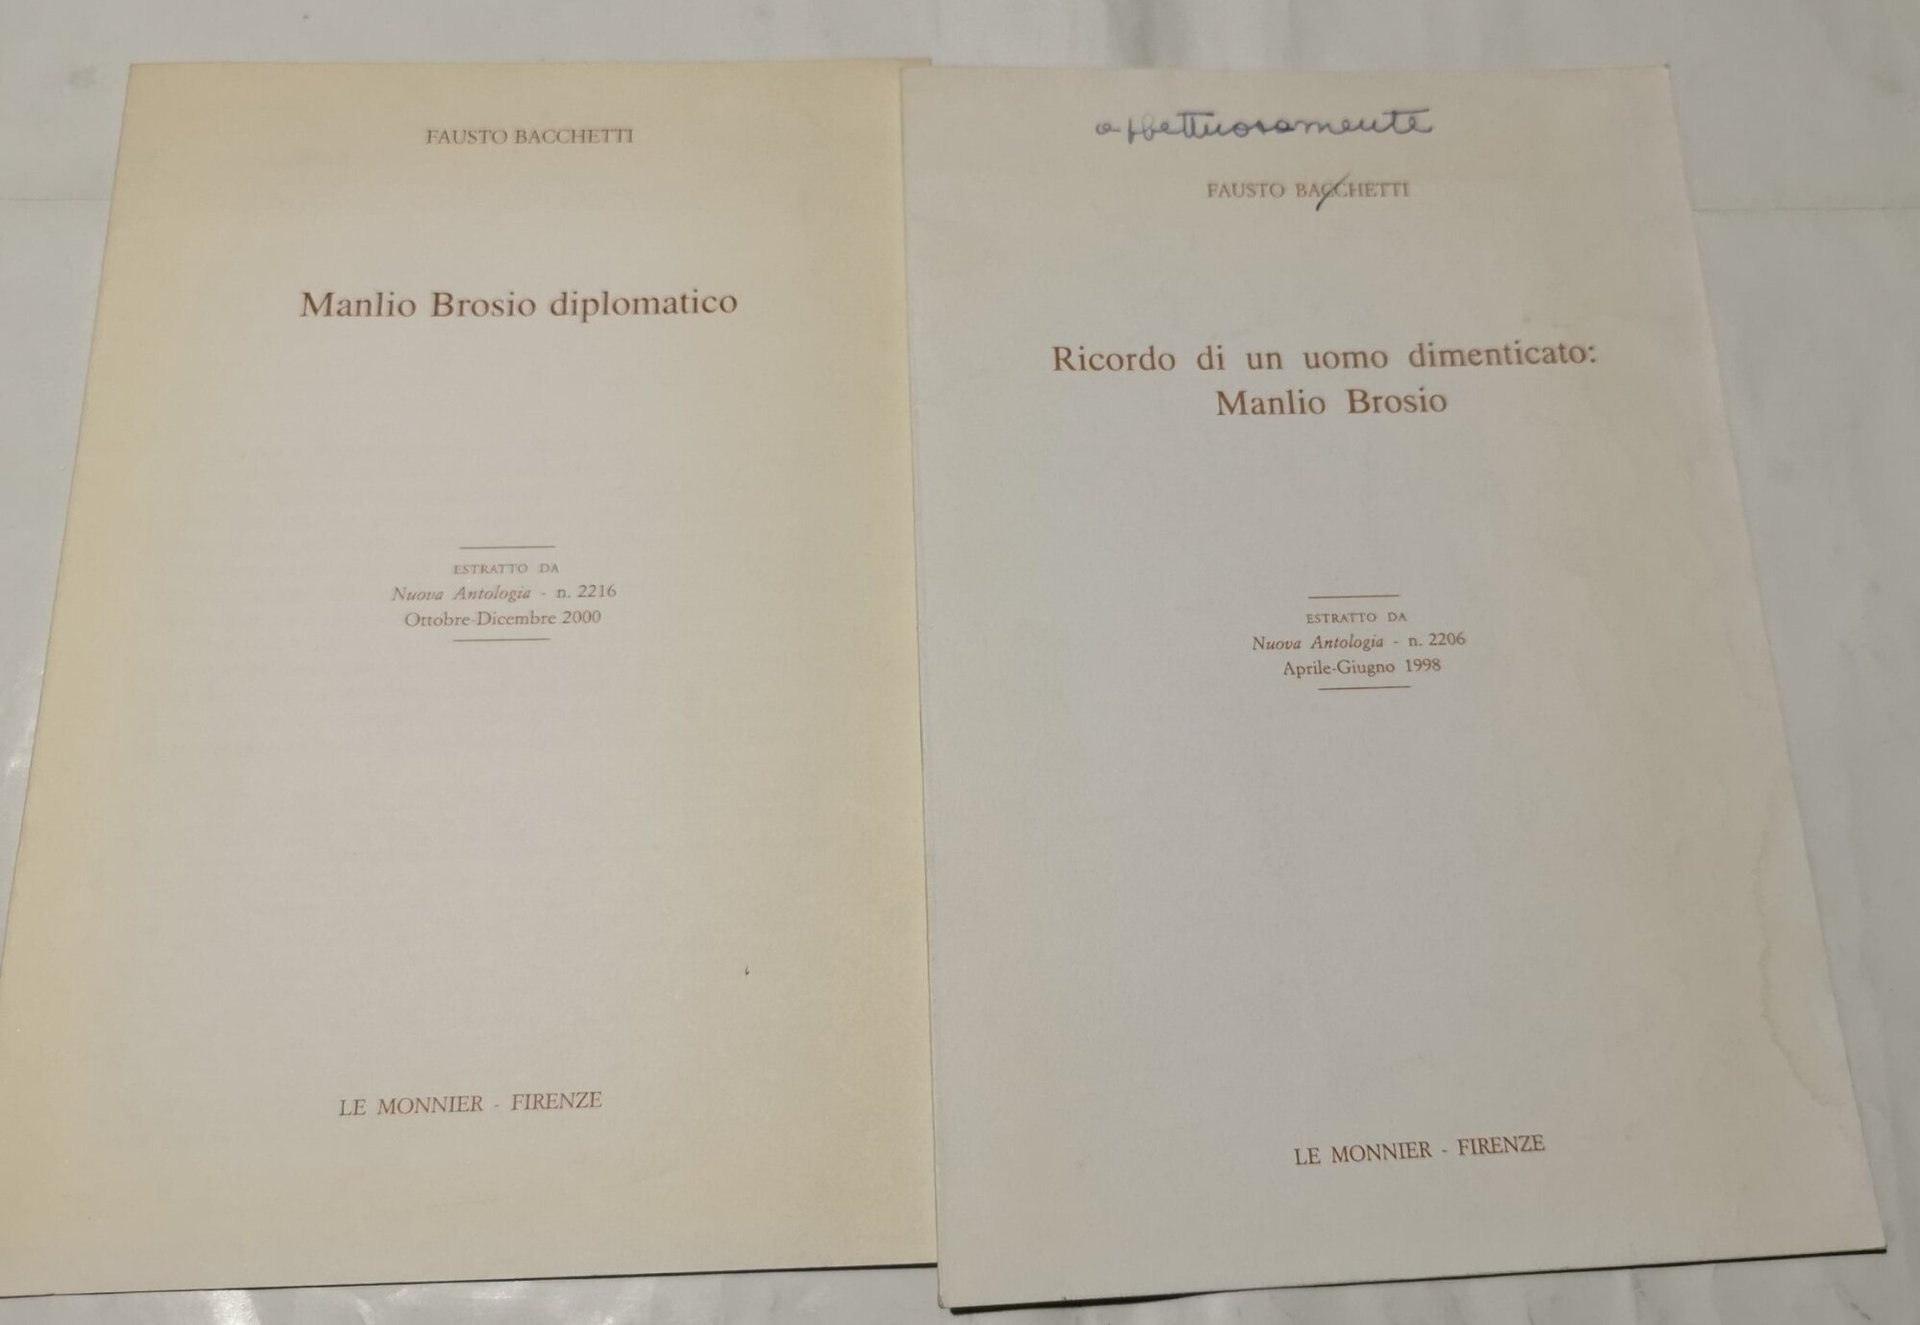 FAUSTO BACCHETTI
Manlio Brosio diplomatico
ESTRATTO DA
Nuova Antologia - n. 2216
Ottobre-Dicembre 2000
LE MONNIER - FIRENZE
affettuosamente
FAUSTO BACCHETTI
Ricordo di un uomo dimenticato:
Manlio Brosio
ESTRATTO DA
Nuova Antologia - n. 2206
Aprile-Giugno 1998
LE MONNIER - FIRENZE